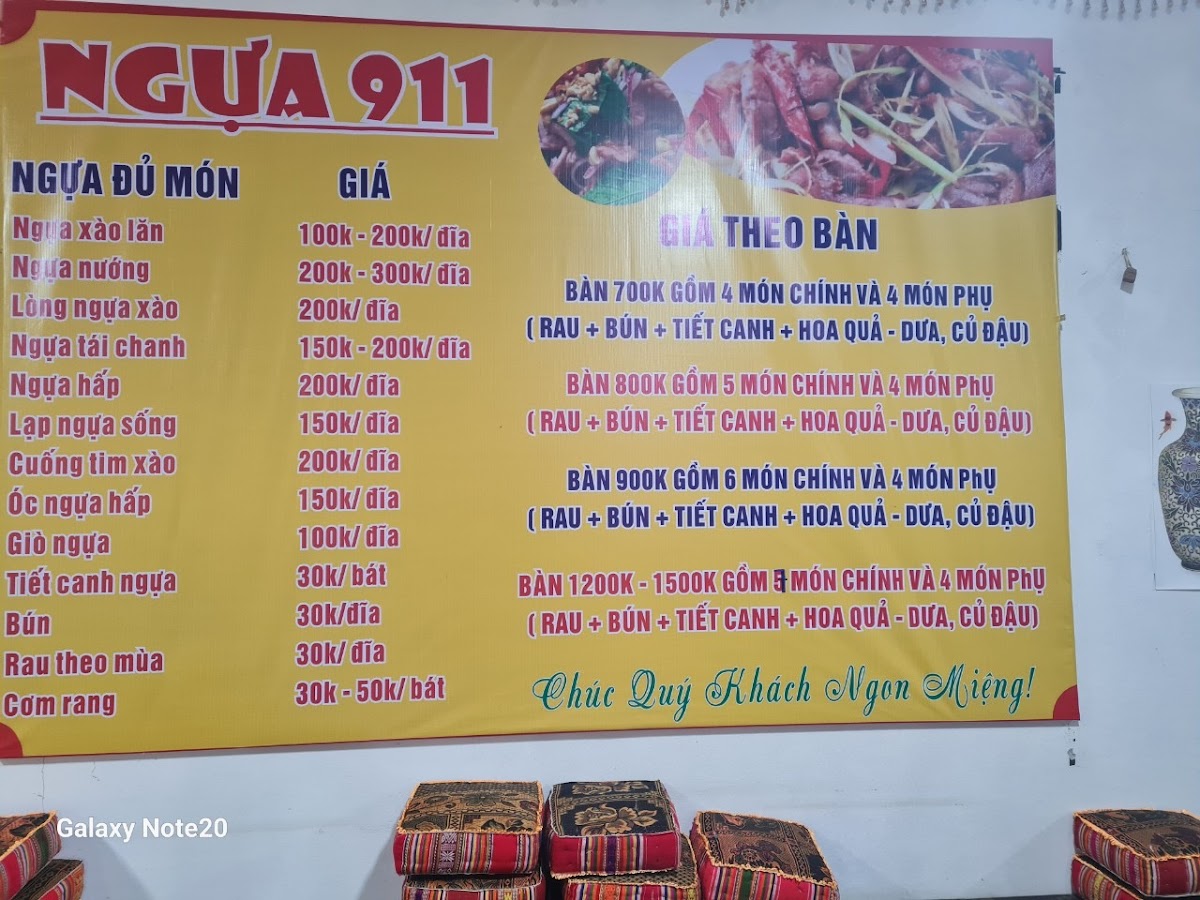 NGỰA 911
NGỰA ĐỦ MÓN GIÁ
Ngựa xào lăn 100k - 200k/ đĩa
Ngựa nướng 200k - 300k/ đĩa
Lòng ngựa xào 200k/ đĩa
Ngựa tái chanh 150k - 200k/ đĩa
Ngựa hấp 200k/ đĩa
Lạp ngựa sống 150k/ đĩa
Cuống tim xào 200k/ đĩa
Óc ngựa hấp 150k/ đĩa
Giò ngựa 100k/ đĩa
Tiết canh ngựa 30k/ bát
Bún 30k/đĩa
Rau theo mùa 30k/ đĩa
Cơm rang 30k - 50k/ bát
GIÁ THEO BÀN
BÀN 700K GỒM 4 MÓN CHÍNH VÀ 4 MÓN PHỤ
( RAU + BÚN + TIẾT CANH + HOA QUẢ - DƯA, CỦ ĐẬU)
BÀN 800K GỒM 5 MÓN CHÍNH VÀ 4 MÓN PhỤ
( RAU + BÚN + TIẾT CANH + HOA QUẢ - DƯA, CỦ ĐẬU)
BÀN 900K GỒM 6 MÓN CHÍNH VÀ 4 MÓN PhỤ
( RAU + BÚN + TIẾT CANH + HOA QUẢ - DƯA, CỦ ĐẬU)
BÀN 1200K - 1500K GỒM 7 MÓN CHÍNH VÀ 4 MÓN PhỤ
( RAU + BÚN + TIẾT CANH + HOA QUẢ - DƯA, CỦ ĐẬU)
Chúc Quý Khách Ngon Miệng!
Galaxy Note20